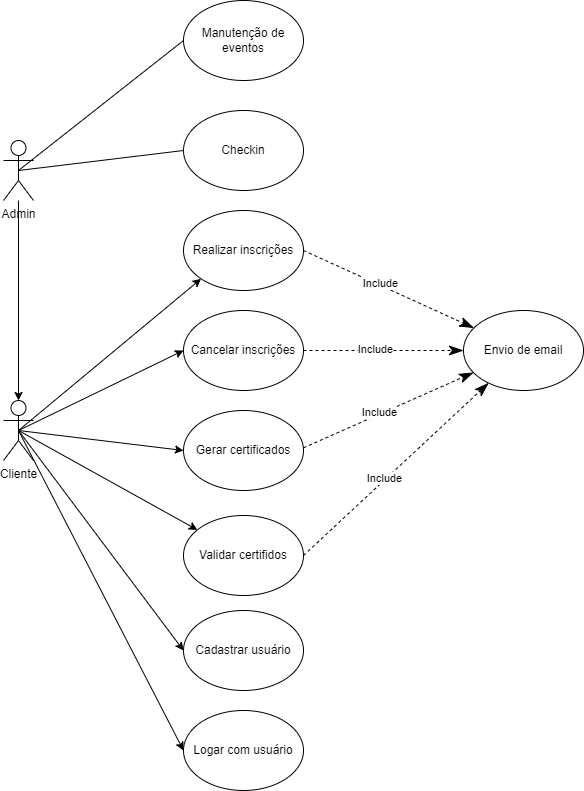 Manutenção de
eventos
Checkin
Admin
Realizar inscrições
Include
Cancelar inscrições
Include
Envio de email
Include
Gerar certificados
Cliente
Include
Validar certifidos
Cadastrar usuário
Logar com usuário